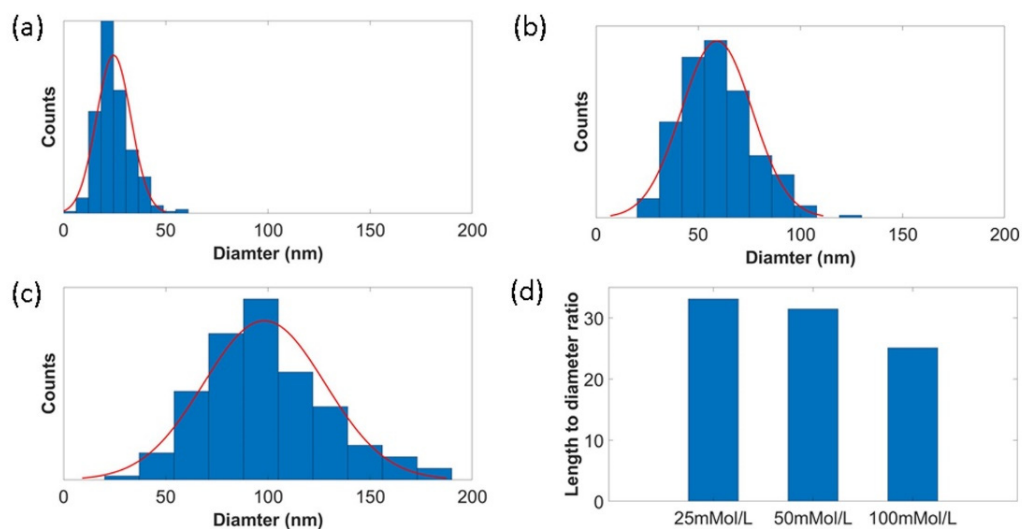 (a)
Counts
0 50 100 150 200
Diamter (nm)
(b)
Counts
0 50 100 150 200
Diamter (nm)
(c)
Counts
0 50 100 150 200
Diamter (nm)
(d)
Length to diameter ratio
30
20
10
0
25mMol/L 50mMol/L 100mMol/L